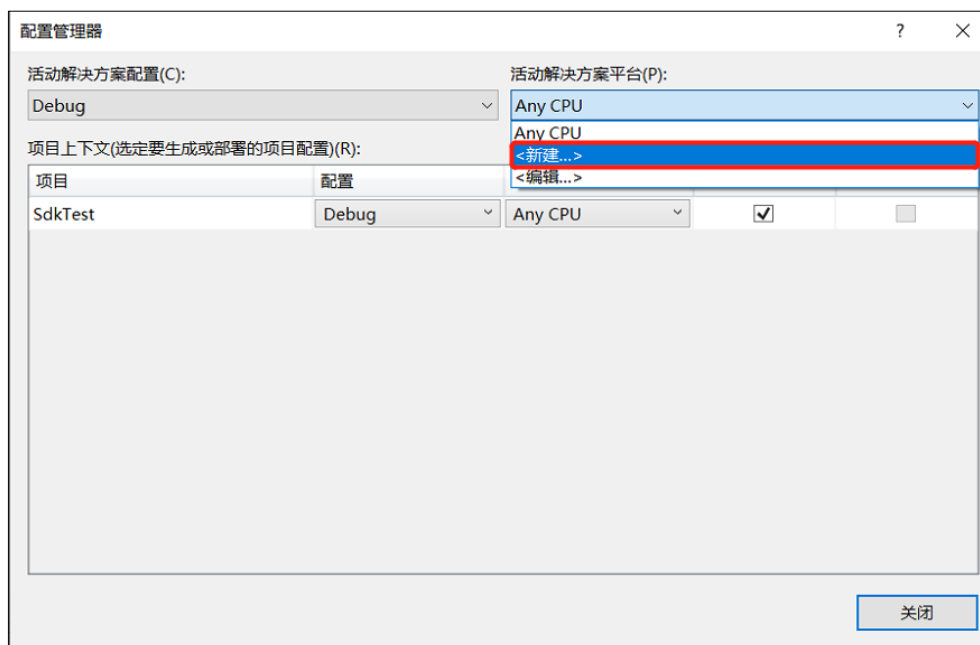 配置管理器
?
活动解决方案配置(C):
活动解决方案平台(P):
Debug
Any CPU
Any CPU
<新建...>
<编辑...>
项目上下文(选定要生成或部署的项目配置)(R):
项目
配置
SdkTest
Debug
Any CPU
关闭